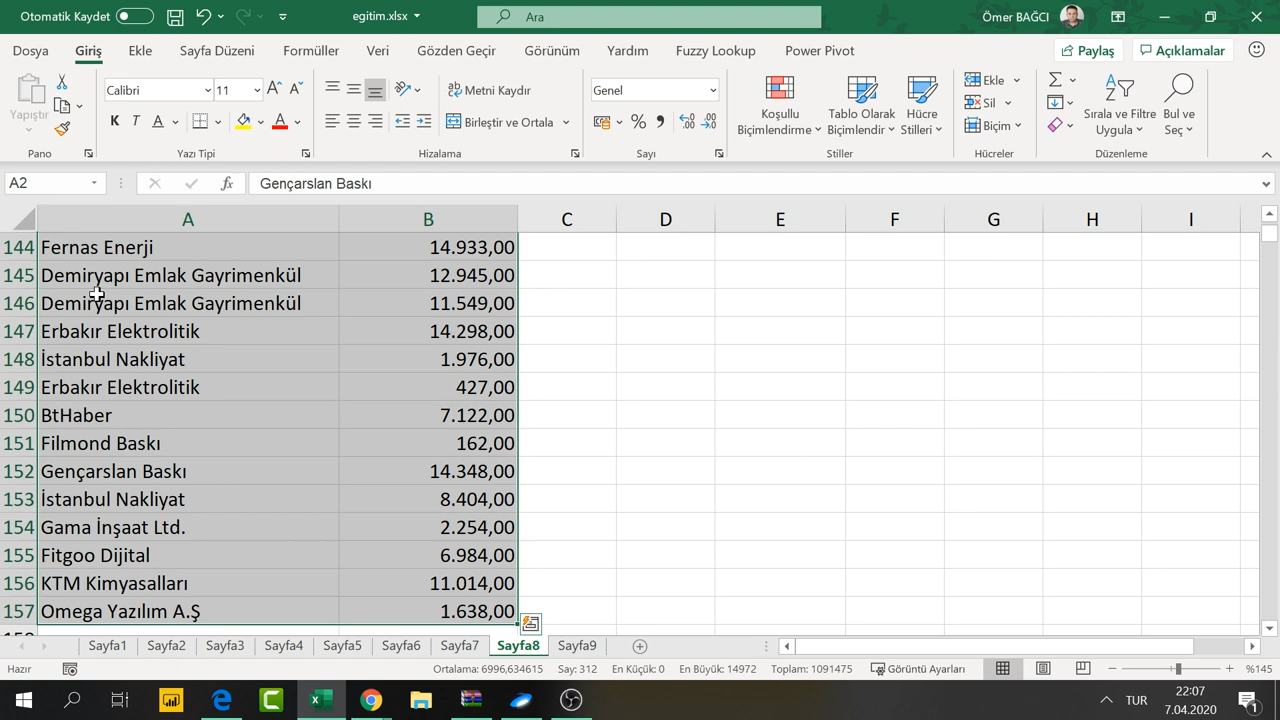 Otomatik Kaydet
egitim.xlsx
Ara
Ömer BAĞCI
Dosya Giriş Ekle Sayfa Düzeni Formüller Veri Gözden Geçir Görünüm Yardım Fuzzy Lookup Power Pivot Paylaş Açıklamalar
Yapıştır
Calibri 11
Metni Kaydır
Birleştir ve Ortala
Genel
Koşullu Biçimlendirme
Tablo Olarak Biçimlendir
Hücre Stilleri
Ekle
Sil
Biçim
Sırala ve Filtre Uygula
Bul ve Seç
Pano Yazı Tipi Hizalama Sayı Stiller Hücreler Düzenleme
A2 fx Gençarslan Baskı
A B C D E F G H I
144 Fernas Enerji 14.933,00
145 Demiryapı Emlak Gayrimenkül 12.945,00
146 Demiryapı Emlak Gayrimenkül 11.549,00
147 Erbakır Elektrolitik 14.298,00
148 İstanbul Nakliyat 1.976,00
149 Erbakır Elektrolitik 427,00
150 BtHaber 7.122,00
151 Filmond Baskı 162,00
152 Gençarslan Baskı 14.348,00
153 İstanbul Nakliyat 8.404,00
154 Gama İnşaat Ltd. 2.254,00
155 Fitgoo Dijital 6.984,00
156 KTM Kimyasalları 11.014,00
157 Omega Yazılım A.Ş 1.638,00
Sayfa1 Sayfa2 Sayfa3 Sayfa4 Sayfa5 Sayfa6 Sayfa7 Sayfa8 Sayfa9
Hazır Ortalama: 6996,634615 Say: 312 En Küçük: 0 En Büyük: 14972 Toplam: 1091475 Görüntü Ayarları %145
TUR 22:07
7.04.2020 1